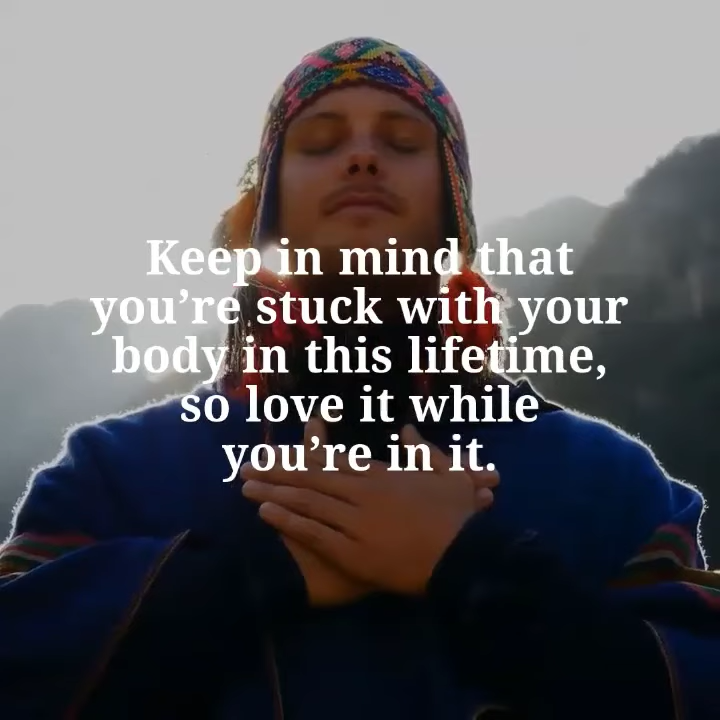 Keep in mind that
you’re stuck with your
body in this lifetime,
so love it while
you’re in it.